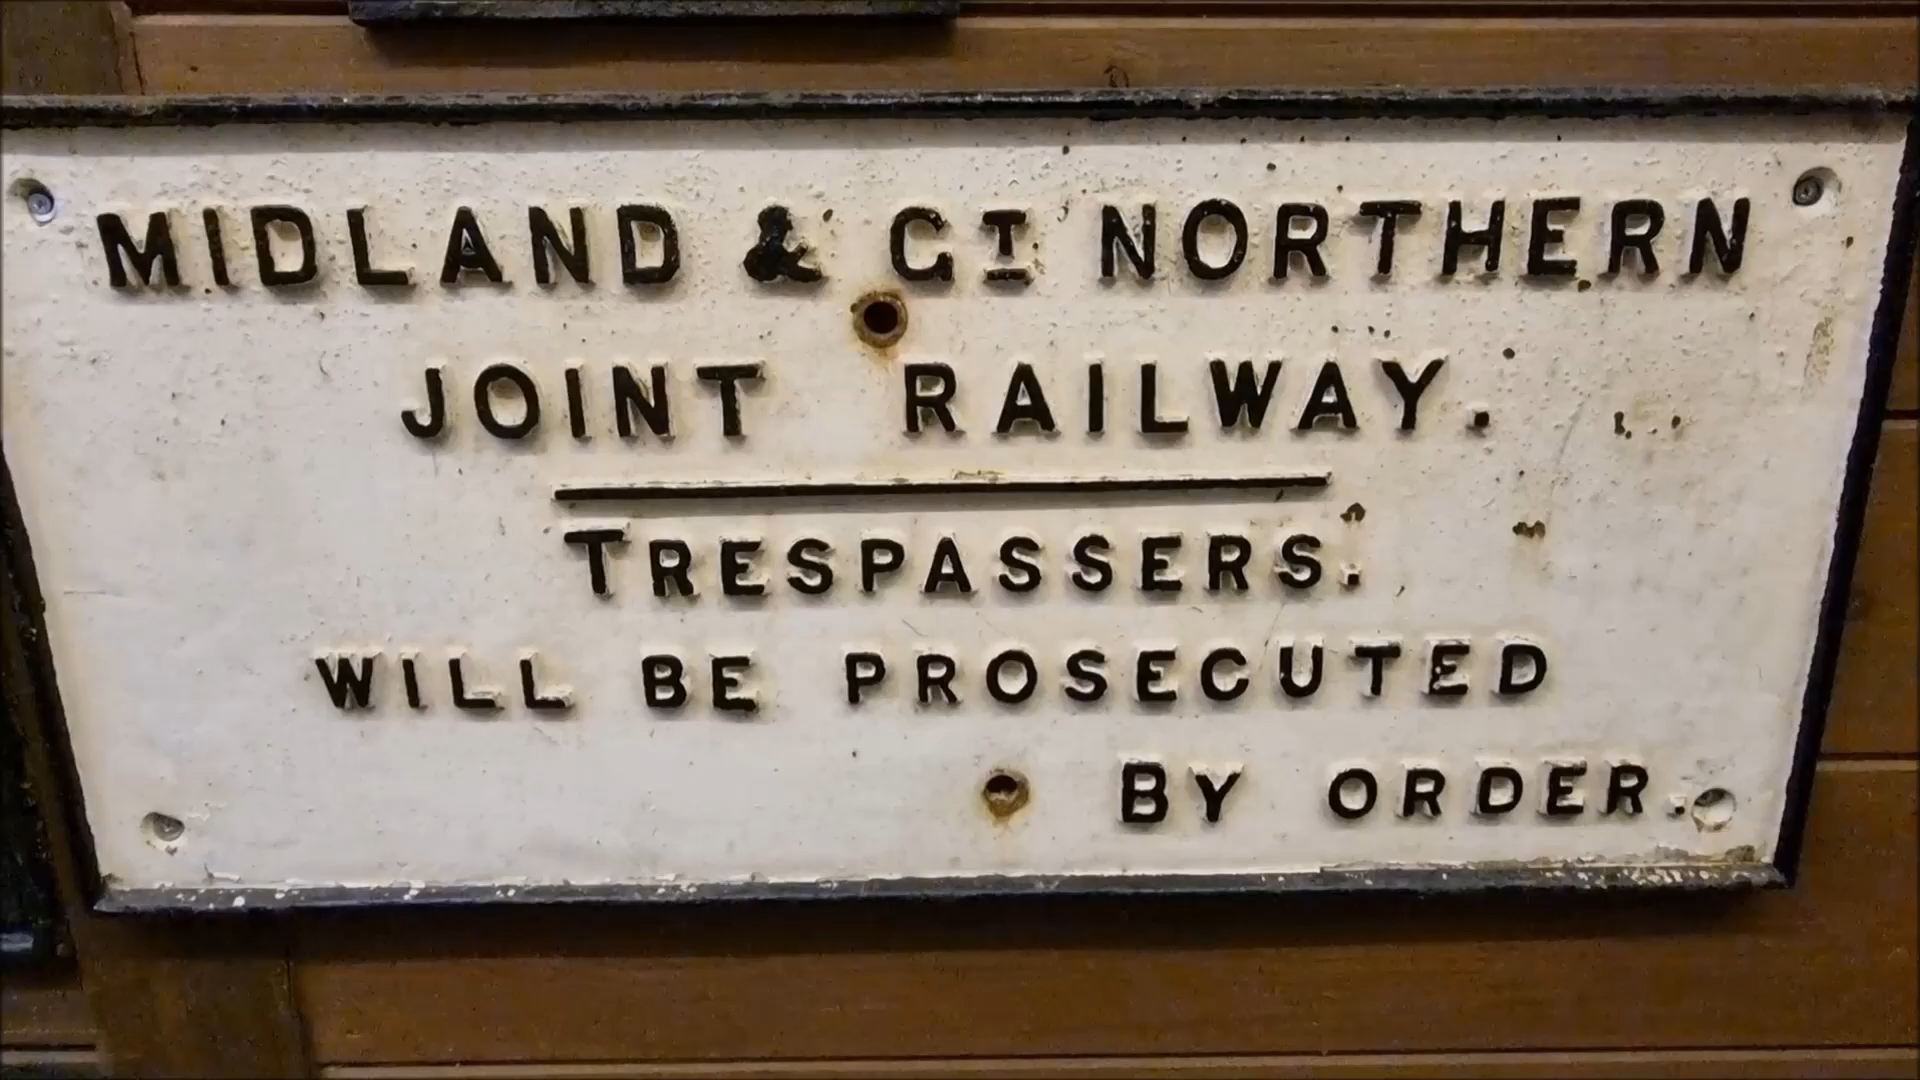 MIDLAND & GT NORTHERN
JOINT RAILWAY.
TRESPASSERS.
WILL BE PROSECUTED
BY ORDER.